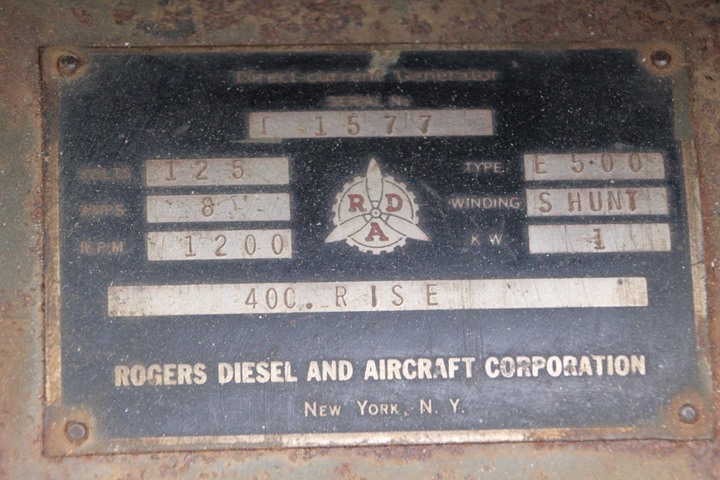 Direct-current Generator
SERIAL No.
I 1577
VOLTS 125
AMPS. 8
R.P.M. 1200
R D A
TYPE E 5·00
WINDING SHUNT
K W 1
40C. RISE
ROGERS DIESEL AND AIRCRAFT CORPORATION
NEW YORK, N. Y.